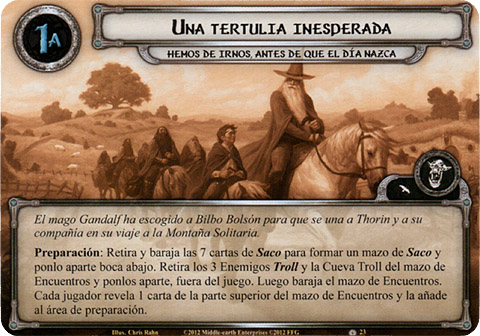 1A
Una tertulia inesperada
Hemos de irnos, antes de que el día nazca
El mago Gandalf ha escogido a Bilbo Bolsón para que se una a Thorin y a su
compañía en su viaje a la Montaña Solitaria.
Preparación: Retira y baraja las 7 cartas de Saco para formar un mazo de Saco y
ponlo aparte boca abajo. Retira los 3 Enemigos Troll y la Cueva Troll del mazo de
Encuentros y ponlos aparte, fuera del juego. Luego baraja el mazo de Encuentros.
Cada jugador revela 1 carta de la parte superior del mazo de Encuentros y la añade
al área de preparación.
Illus. Chris Rahn ©2012 Middle-earth Enterprises ©2012 FFG 23